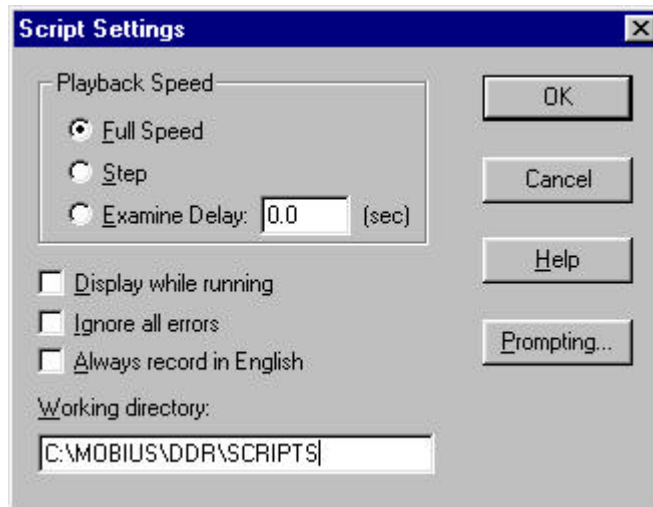 Script Settings
Playback Speed
Full Speed
Step
Examine Delay: 0.0 (sec)
Display while running
Ignore all errors
Always record in English
Working directory:
C:\MOBIUS\DDR\SCRIPTS
OK
Cancel
Help
Prompting...